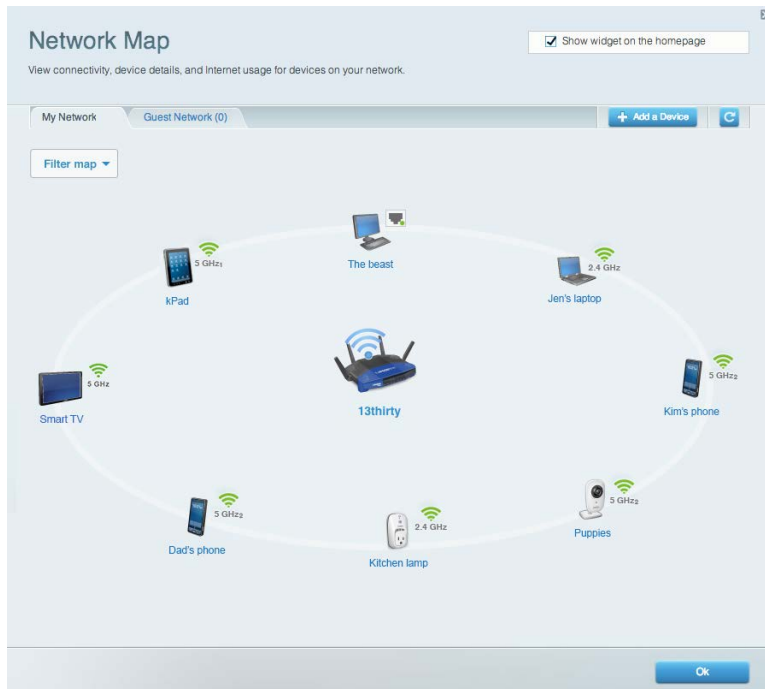 Network Map
Show widget on the homepage
View connectivity, device details, and Internet usage for devices on your network.
My Network
Guest Network (0)
Add a Device
Filter map
The beast
5 GHz1
kPad
2.4 GHz
Jen's laptop
5 GHz
Smart TV
13thirty
5 GHz2
Kim's phone
5 GHz2
Dad's phone
2.4 GHz
Kitchen lamp
5 GHz2
Puppies
Ok